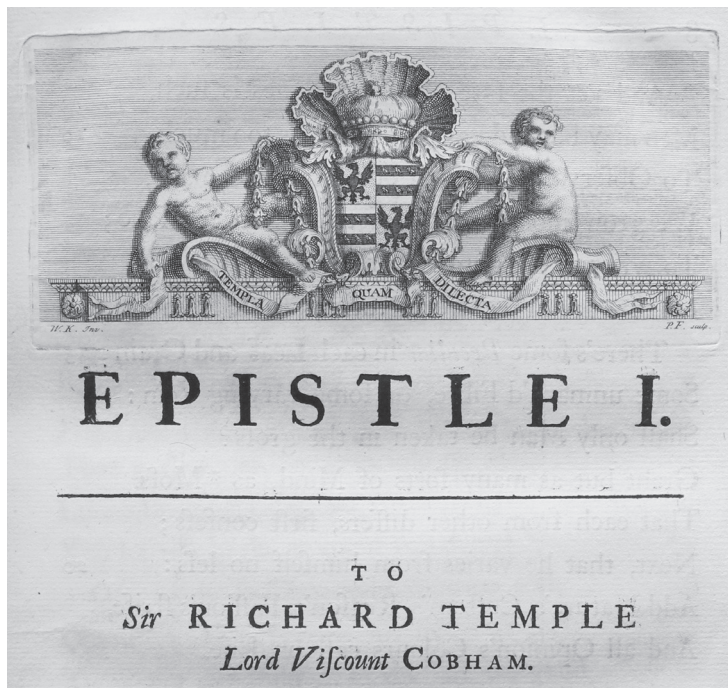 TEMPLA QUAM DILECTA
W. K. Inv. P. F. sculp.
EPISTLE I.
TO
Sir RICHARD TEMPLE
Lord Viſcount COBHAM.